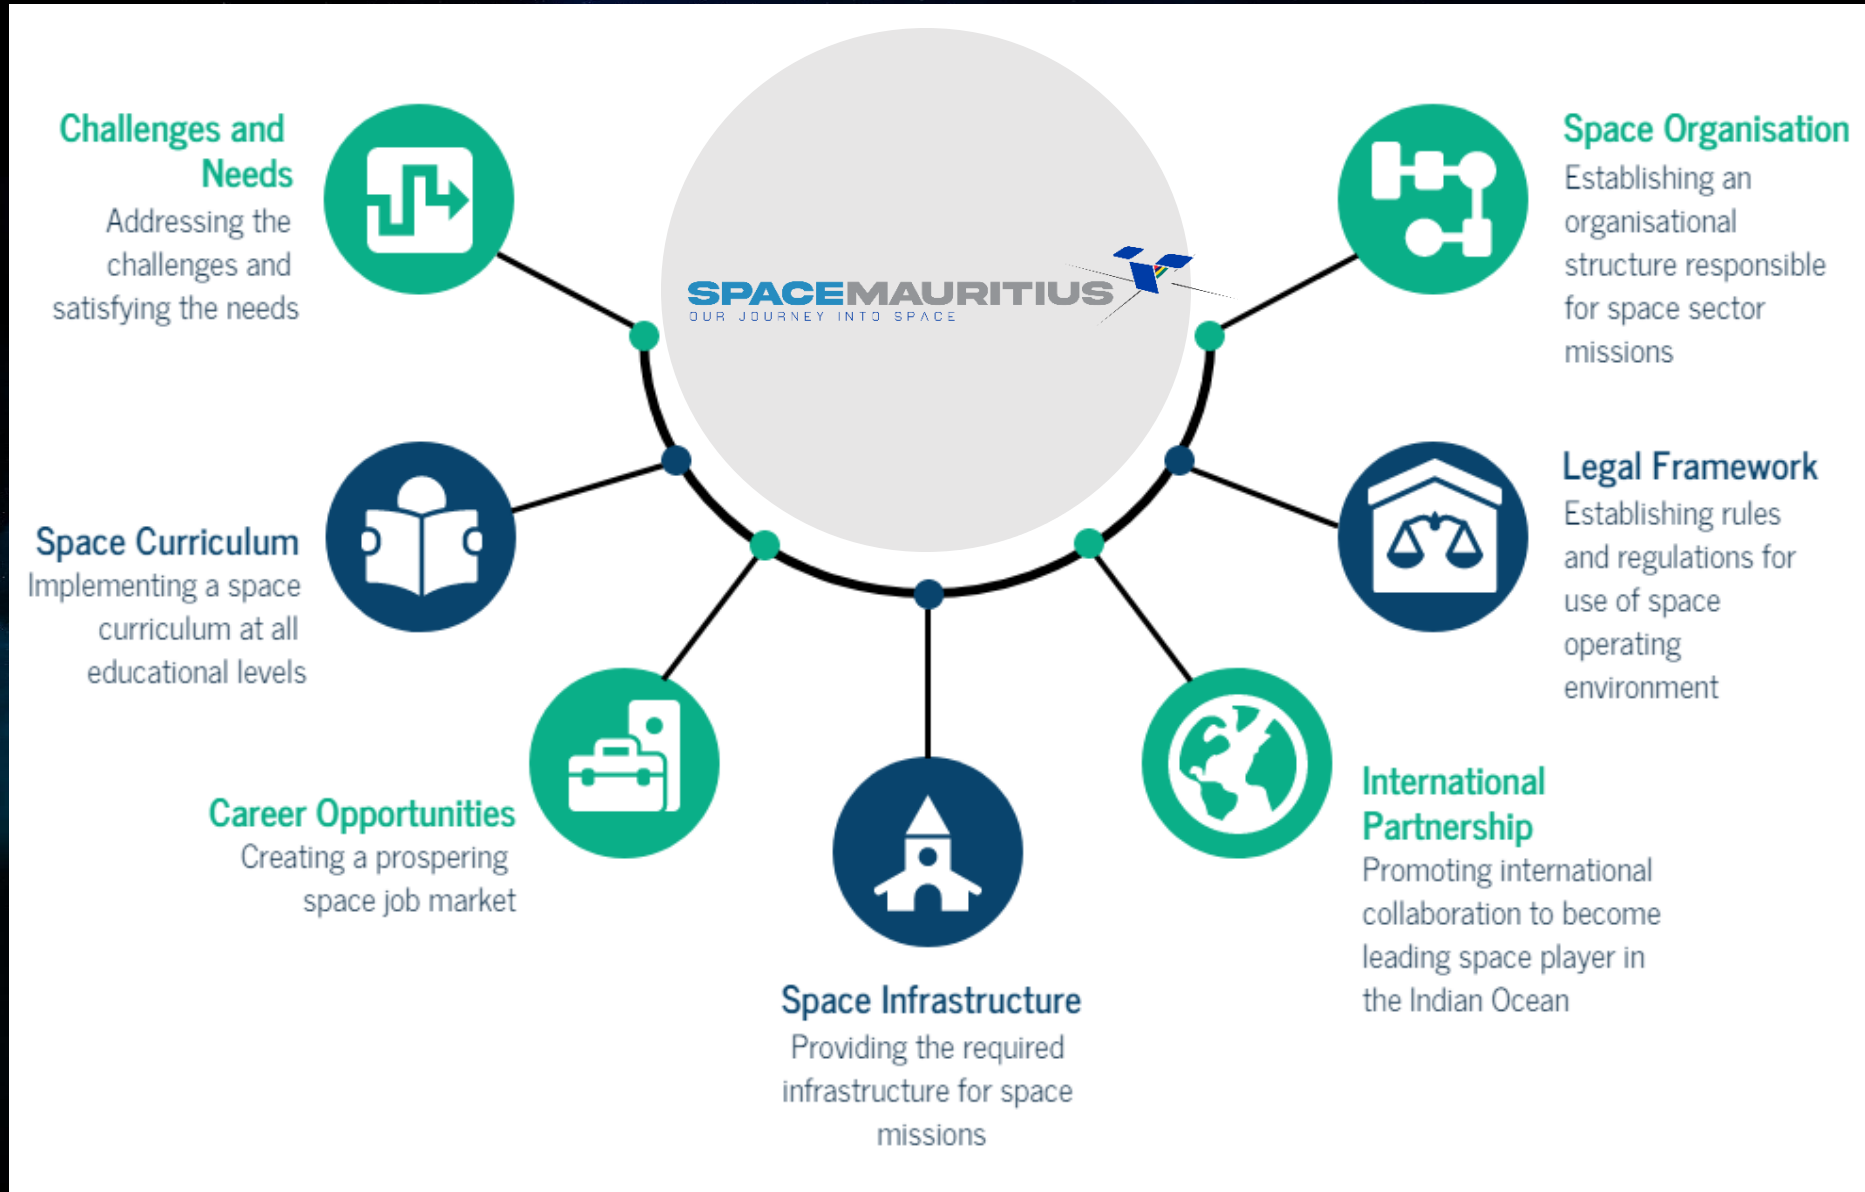 SPACEMAURITIUS
OUR JOURNEY INTO SPACE
Challenges and
Needs
Addressing the
challenges and
satisfying the needs
Space Curriculum
Implementing a space
curriculum at all
educational levels
Career Opportunities
Creating a prospering
space job market
Space Infrastructure
Providing the required
infrastructure for space
missions
International
Partnership
Promoting international
collaboration to become
leading space player in
the Indian Ocean
Legal Framework
Establishing rules
and regulations for
use of space
operating
environment
Space Organisation
Establishing an
organisational
structure responsible
for space sector
missions